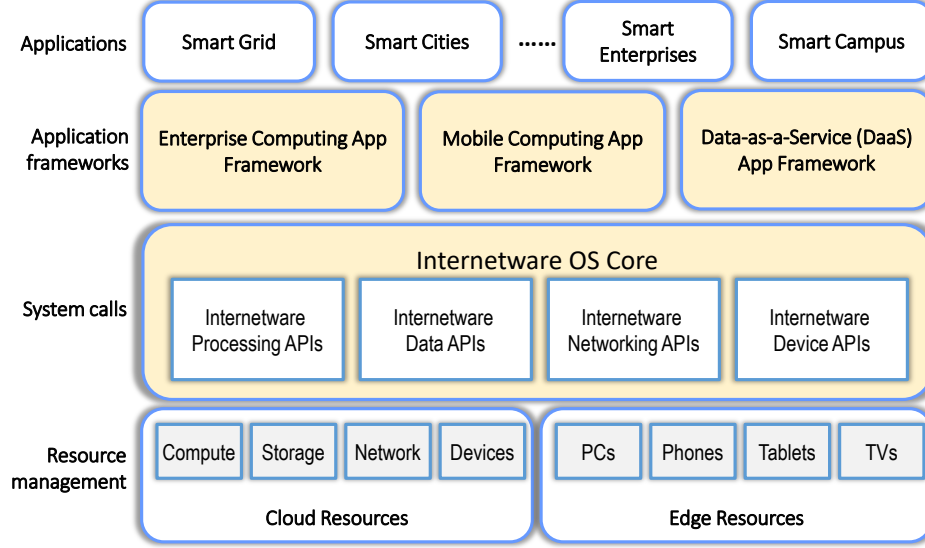 Applications
Smart Grid
Smart Cities
......
Smart
Enterprises
Smart Campus
Application
frameworks
Enterprise Computing App
Framework
Mobile Computing App
Framework
Data-as-a-Service (DaaS)
App Framework
System calls
Internetware OS Core
Internetware
Processing APIs
Internetware
Data APIs
Internetware
Networking APIs
Internetware
Device APIs
Resource
management
Compute
Storage
Network
Devices
Cloud Resources
PCs
Phones
Tablets
TVs
Edge Resources